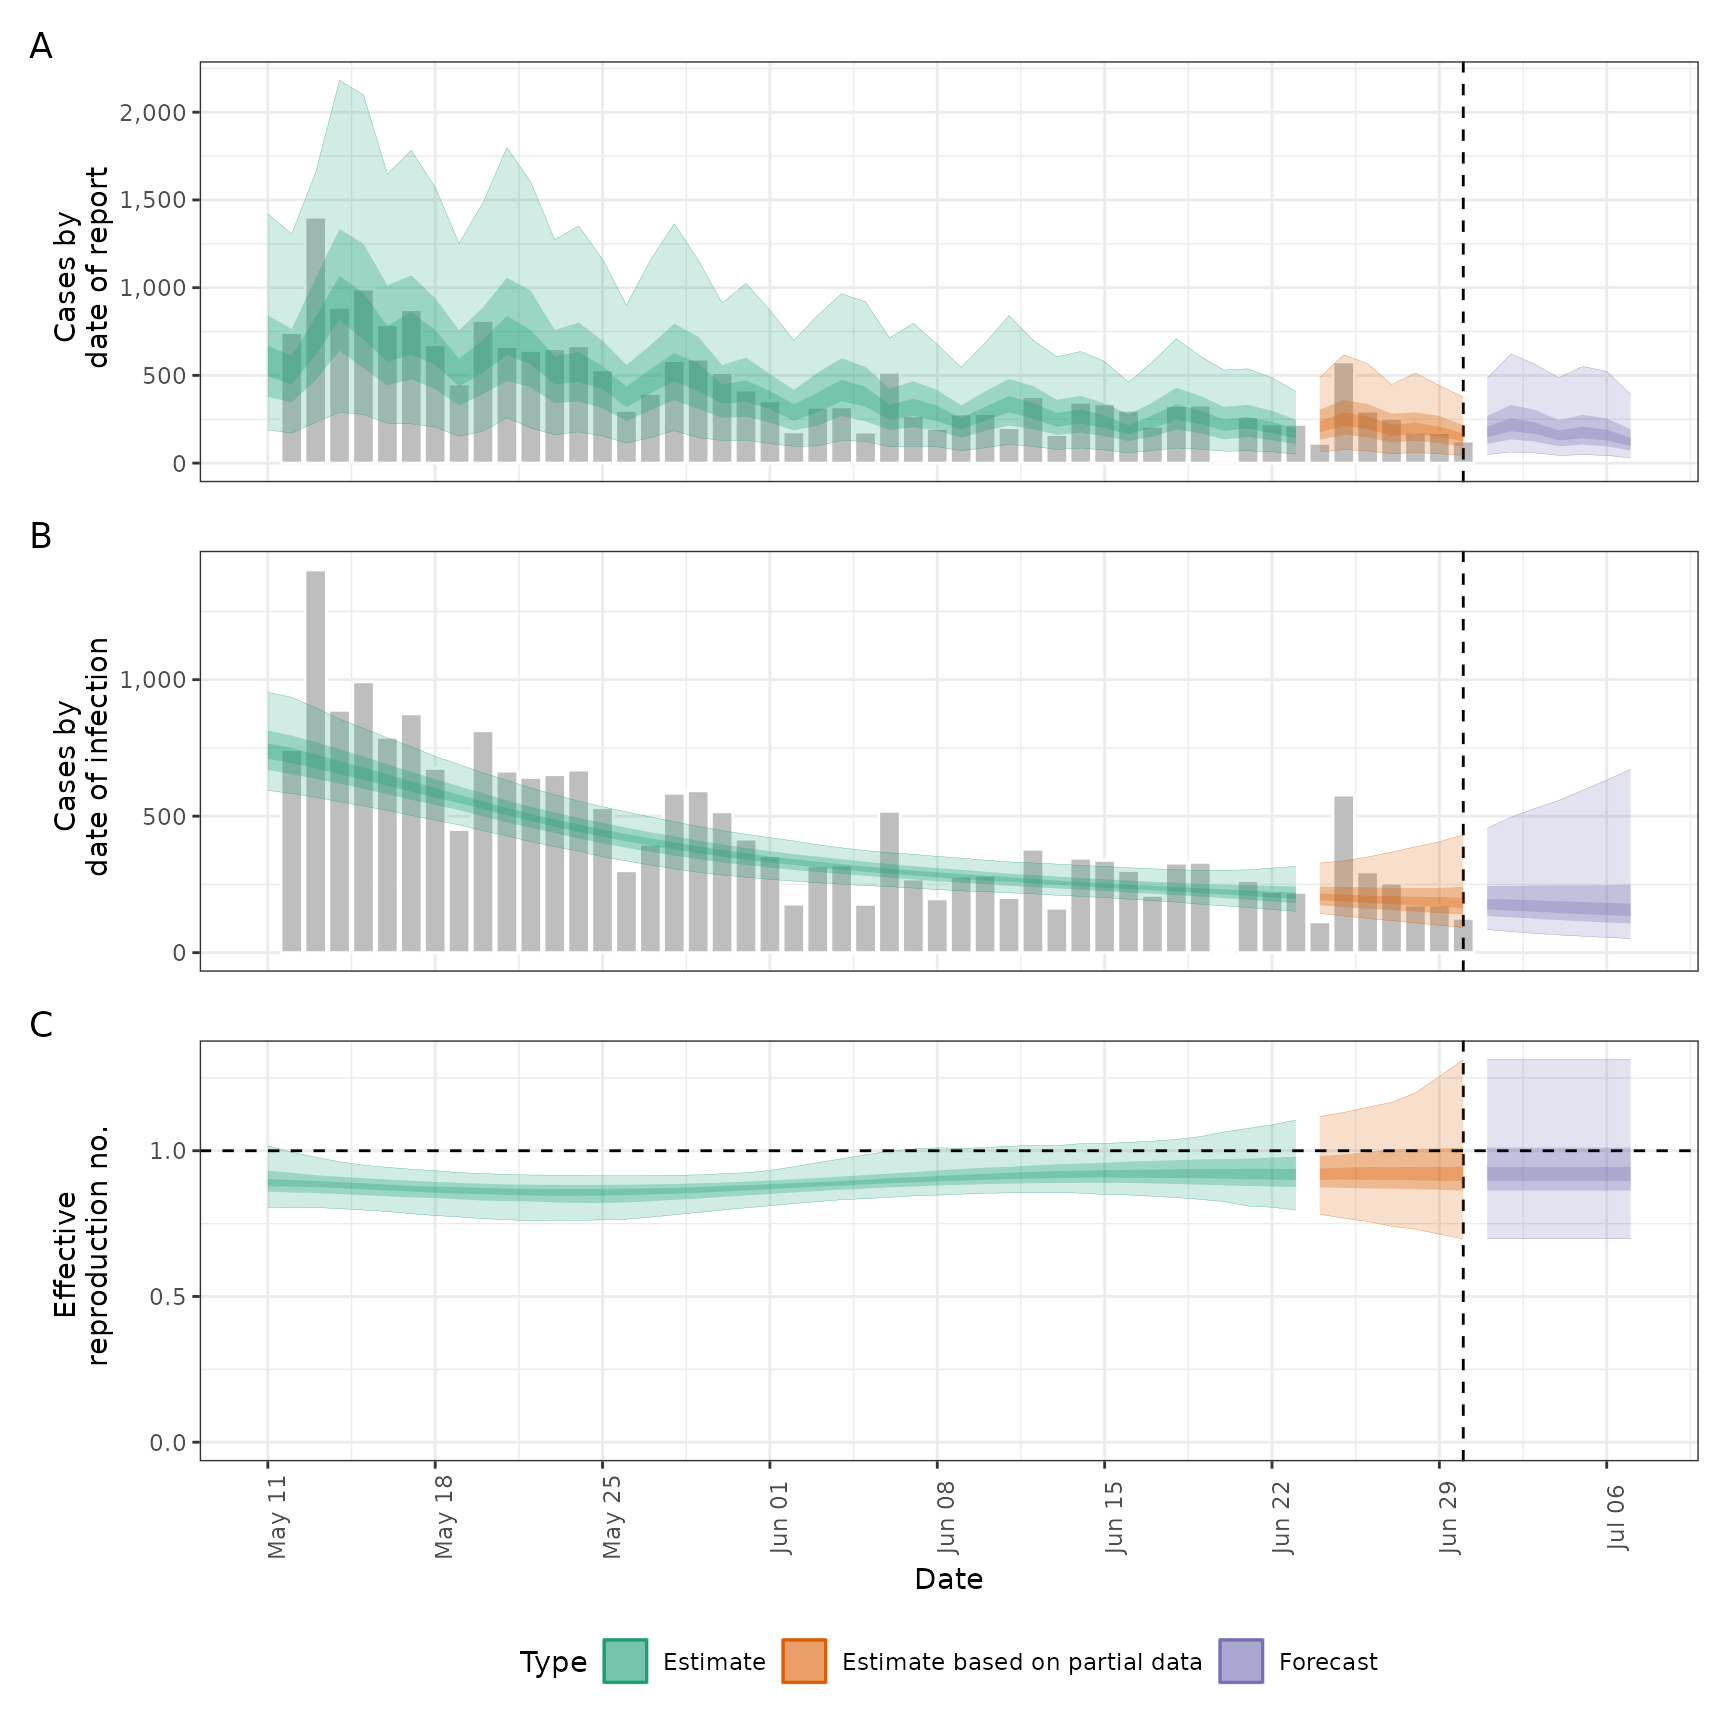 A
Cases by
date of report
2,000
1,500
1,000
500
0
B
Cases by
date of infection
1,000
500
0
C
Effective
reproduction no.
1.0
0.5
0.0
May 11
May 18
May 25
Jun 01
Jun 08
Jun 15
Jun 22
Jun 29
Jul 06
Date
Type
Estimate
Estimate based on partial data
Forecast